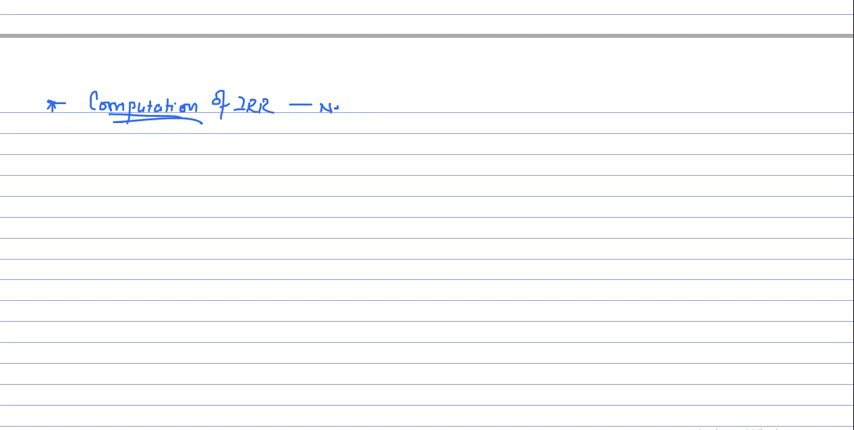 * Computation of IRR — N